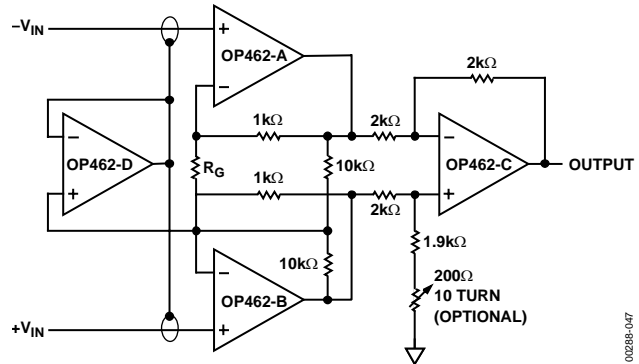 −VIN
OP462-A
2kΩ
1kΩ
2kΩ
OP462-D
RG
10kΩ
OP462-C
OUTPUT
1kΩ
2kΩ
1.9kΩ
10kΩ
OP462-B
200Ω
10 TURN
(OPTIONAL)
+VIN
00288-047